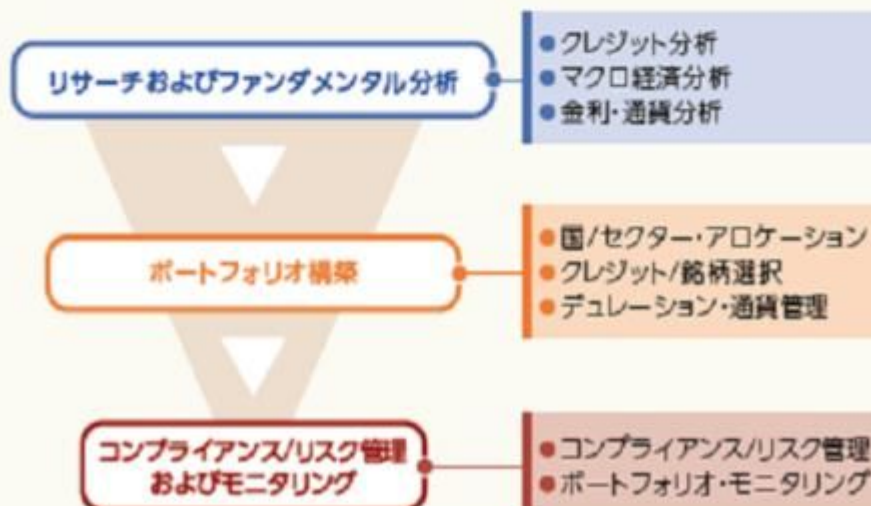 リサーチおよびファンダメンタル分析
●クレジット分析
●マクロ経済分析
●金利・通貨分析
ポートフォリオ構築
●国/セクター・アロケーション
●クレジット/銘柄選択
●デュレーション・通貨管理
コンプライアンス/リスク管理
およびモニタリング
●コンプライアンス/リスク管理
●ポートフォリオ・モニタリング